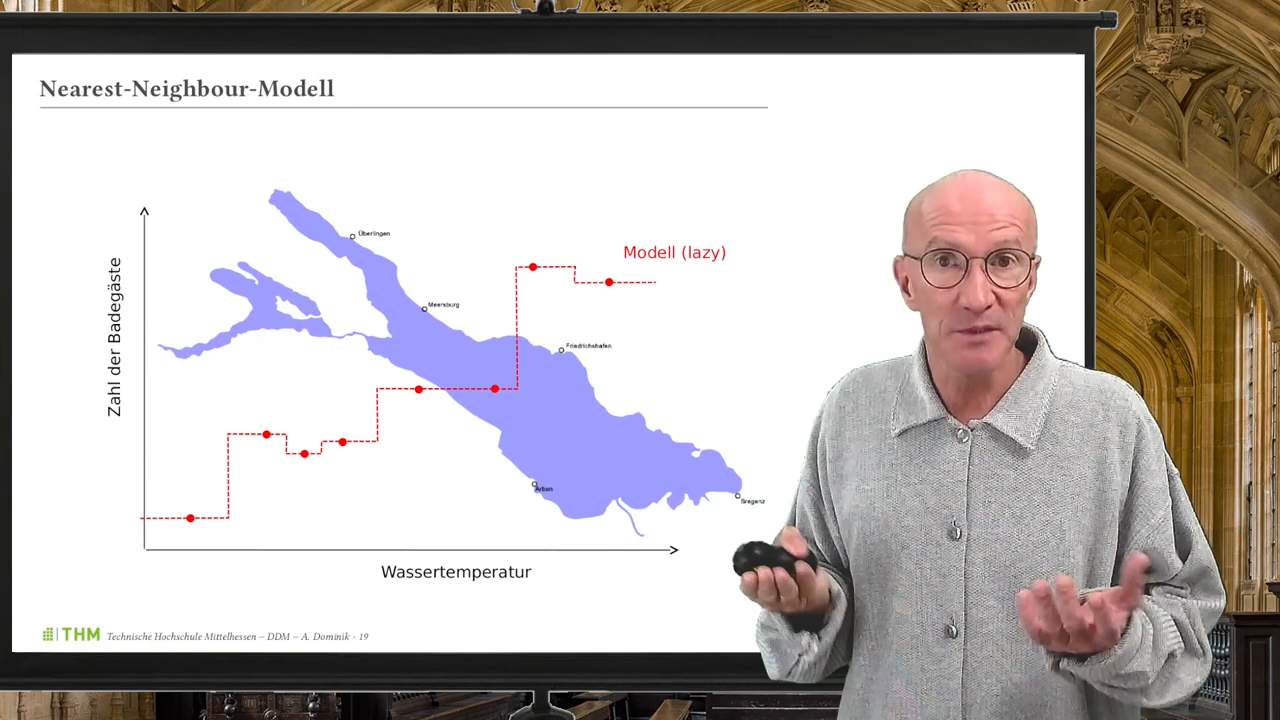 Nearest-Neighbour-Modell
Überlingen
Modell (lazy)
Meersburg
Friedrichshafen
Zahl der Badegäste
Arbon
Bregenz
Wassertemperatur
THM Technische Hochschule Mittelhessen – DDM – A. Dominik - 19